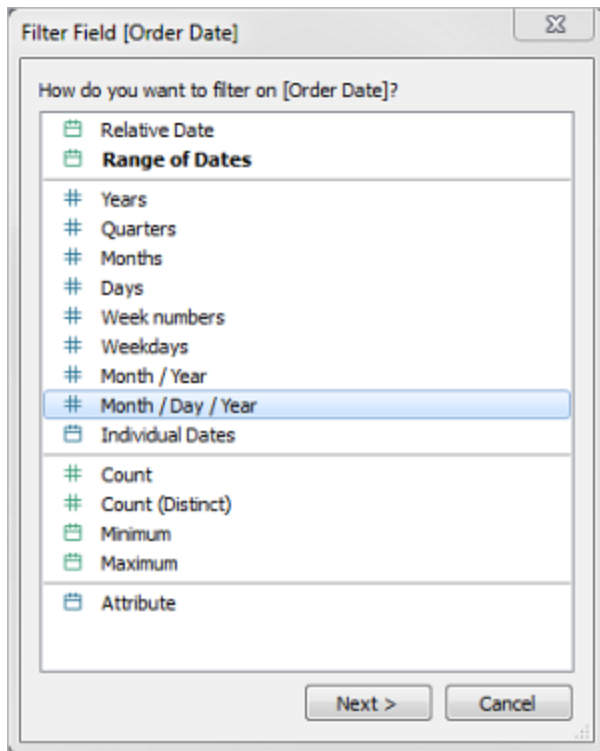 Filter Field [Order Date]
How do you want to filter on [Order Date]?
Relative Date
Range of Dates
Years
Quarters
Months
Days
Week numbers
Weekdays
Month / Year
Month / Day / Year
Individual Dates
Count
Count (Distinct)
Minimum
Maximum
Attribute
Next >
Cancel